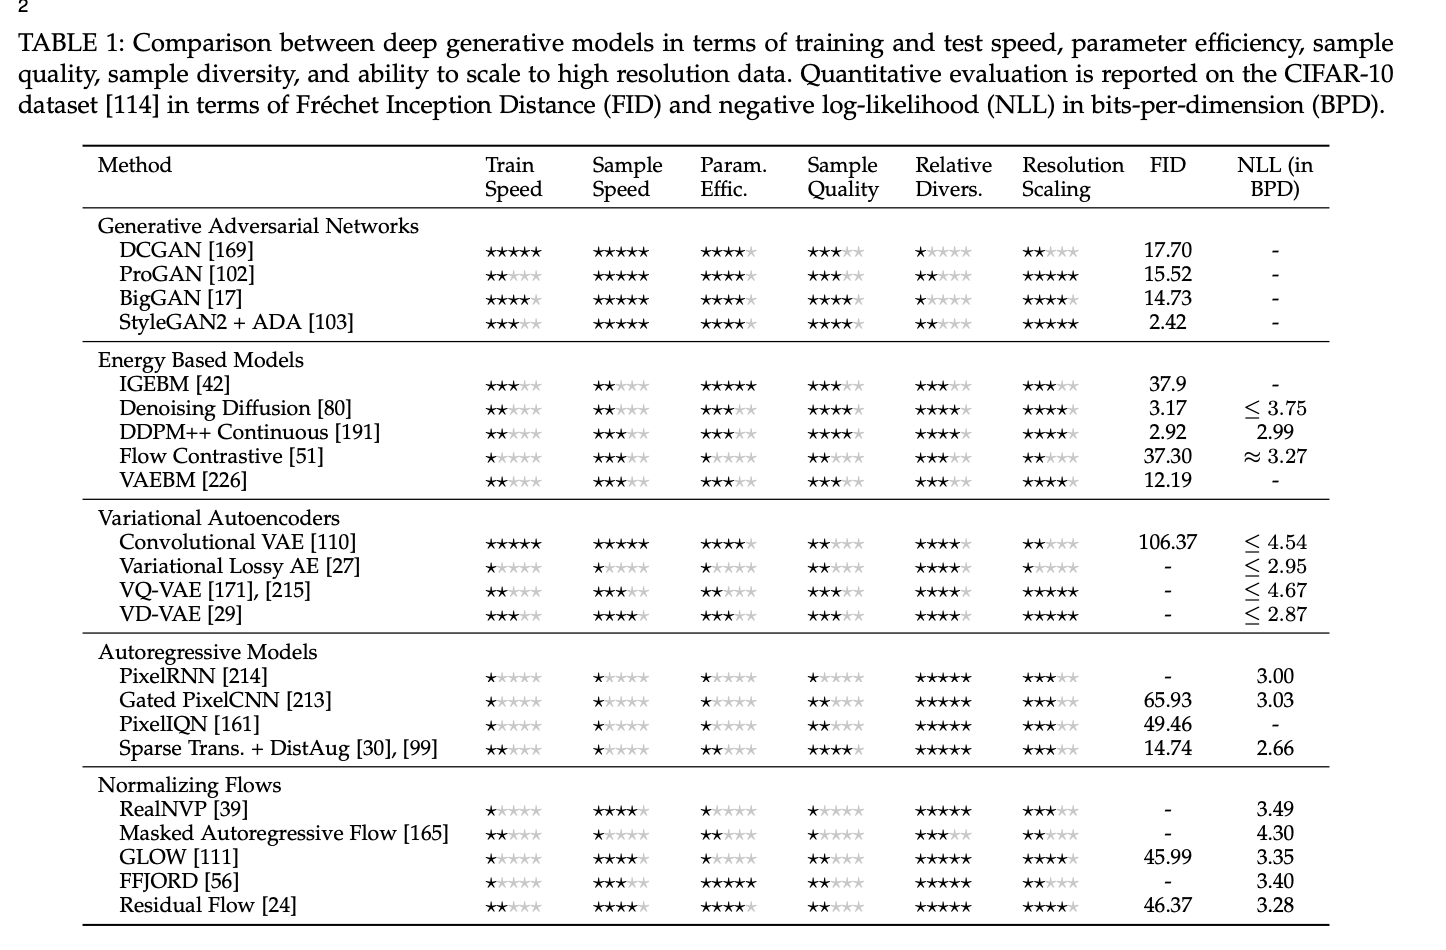 2
TABLE 1: Comparison between deep generative models in terms of training and test speed, parameter efficiency, sample
quality, sample diversity, and ability to scale to high resolution data. Quantitative evaluation is reported on the CIFAR-10
dataset [114] in terms of Fréchet Inception Distance (FID) and negative log-likelihood (NLL) in bits-per-dimension (BPD).
Method Train Speed Sample Speed Param. Effic. Sample Quality Relative Divers. Resolution Scaling FID NLL (in BPD)
Generative Adversarial Networks
DCGAN [169] ★★★★★ ★★★★★ ★★★★☆ ★★★☆☆ ★☆☆☆☆ ★★☆☆☆ 17.70 -
ProGAN [102] ★★☆☆☆ ★★★★★ ★★★★☆ ★★★☆☆ ★★☆☆☆ ★★★★★ 15.52 -
BigGAN [17] ★★★★☆ ★★★★★ ★★★★☆ ★★★★☆ ★☆☆☆☆ ★★★★☆ 14.73 -
StyleGAN2 + ADA [103] ★★★☆☆ ★★★★★ ★★★★☆ ★★★★☆ ★★☆☆☆ ★★★★★ 2.42 -
Energy Based Models
IGEBM [42] ★★★☆☆ ★★☆☆☆ ★★★★★ ★★★☆☆ ★★★☆☆ ★★★☆☆ 37.9 -
Denoising Diffusion [80] ★★☆☆☆ ★★☆☆☆ ★★★☆☆ ★★★★☆ ★★★★☆ ★★★★☆ 3.17 ≤ 3.75
DDPM++ Continuous [191] ★★☆☆☆ ★★★☆☆ ★★★☆☆ ★★★★☆ ★★★★☆ ★★★★☆ 2.92 2.99
Flow Contrastive [51] ★☆☆☆☆ ★★★☆☆ ★☆☆☆☆ ★★☆☆☆ ★★★☆☆ ★★☆☆☆ 37.30 ≈ 3.27
VAEBM [226] ★★☆☆☆ ★★★☆☆ ★★★☆☆ ★★★☆☆ ★★★☆☆ ★★★★☆ 12.19 -
Variational Autoencoders
Convolutional VAE [110] ★★★★★ ★★★★★ ★★★★☆ ★★☆☆☆ ★★★★☆ ★★☆☆☆ 106.37 ≤ 4.54
Variational Lossy AE [27] ★☆☆☆☆ ★☆☆☆☆ ★☆☆☆☆ ★★☆☆☆ ★★★★☆ ★☆☆☆☆ - ≤ 2.95
VQ-VAE [171], [215] ★★☆☆☆ ★★★☆☆ ★★☆☆☆ ★★★☆☆ ★★★★☆ ★★★★★ - ≤ 4.67
VD-VAE [29] ★★★☆☆ ★★★★☆ ★★★☆☆ ★★★☆☆ ★★★★☆ ★★★★★ - ≤ 2.87
Autoregressive Models
PixelRNN [214] ★☆☆☆☆ ★☆☆☆☆ ★☆☆☆☆ ★☆☆☆☆ ★★★★★ ★★★☆☆ - 3.00
Gated PixelCNN [213] ★☆☆☆☆ ★☆☆☆☆ ★☆☆☆☆ ★★☆☆☆ ★★★★★ ★★★☆☆ 65.93 3.03
PixelIQN [161] ★☆☆☆☆ ★☆☆☆☆ ★☆☆☆☆ ★★☆☆☆ ★★★★★ ★★★☆☆ 49.46 -
Sparse Trans. + DistAug [30], [99] ★★☆☆☆ ★☆☆☆☆ ★★☆☆☆ ★★★★☆ ★★★★★ ★★★☆☆ 14.74 2.66
Normalizing Flows
RealNVP [39] ★☆☆☆☆ ★★★★☆ ★☆☆☆☆ ★☆☆☆☆ ★★★★★ ★★★☆☆ - 3.49
Masked Autoregressive Flow [165] ★★☆☆☆ ★☆☆☆☆ ★★☆☆☆ ★☆☆☆☆ ★★★☆☆ ★★☆☆☆ - 4.30
GLOW [111] ★☆☆☆☆ ★★★★☆ ★☆☆☆☆ ★★☆☆☆ ★★★★★ ★★★★☆ 45.99 3.35
FFJORD [56] ★☆☆☆☆ ★★★☆☆ ★★★★★ ★★☆☆☆ ★★★★★ ★★☆☆☆ - 3.40
Residual Flow [24] ★★☆☆☆ ★★★★☆ ★★★★☆ ★★☆☆☆ ★★★★★ ★★★★☆ 46.37 3.28